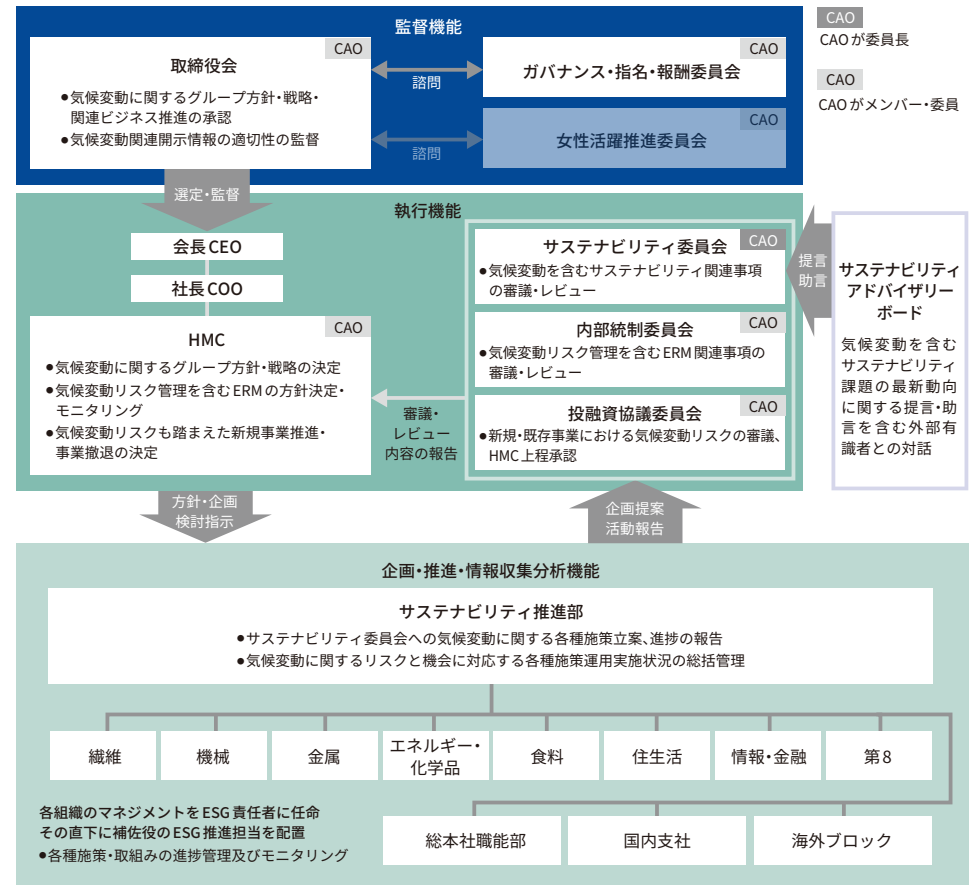 監督機能
CAO
取締役会
●気候変動に関するグループ方針・戦略・
関連ビジネス推進の承認
●気候変動関連開示情報の適切性の監督
諮問
CAO
ガバナンス・指名・報酬委員会
諮問
CAO
女性活躍推進委員会
CAO
CAOが委員長
CAO
CAOがメンバー・委員
選定・監督
執行機能
会長CEO
社長COO
CAO
HMC
●気候変動に関するグループ方針・戦略の決定
●気候変動リスク管理を含むERMの方針決定・
モニタリング
●気候変動リスクも踏まえた新規事業推進・
事業撤退の決定
審議・
レビュー
内容の報告
CAO
サステナビリティ委員会
●気候変動を含むサステナビリティ関連事項
の審議・レビュー
CAO
内部統制委員会
●気候変動リスク管理を含むERM関連事項の
審議・レビュー
CAO
投融資協議委員会
●新規・既存事業における気候変動リスクの審議、
HMC上程承認
提言
助言
サステナビリティ
アドバイザリー
ボード
気候変動を含む
サステナビリティ
課題の最新動向
に関する提言・助
言を含む外部有
識者との対話
方針・企画
検討指示
企画提案
活動報告
企画・推進・情報収集分析機能
サステナビリティ推進部
●サステナビリティ委員会への気候変動に関する各種施策立案、進捗の報告
●気候変動に関するリスクと機会に対応する各種施策運用実施状況の総括管理
繊維
機械
金属
エネルギー・
化学品
食料
住生活
情報・金融
第8
各組織のマネジメントをESG責任者に任命
その直下に補佐役のESG推進担当を配置
●各種施策・取組みの進捗管理及びモニタリング
総本社職能部
国内支社
海外ブロック